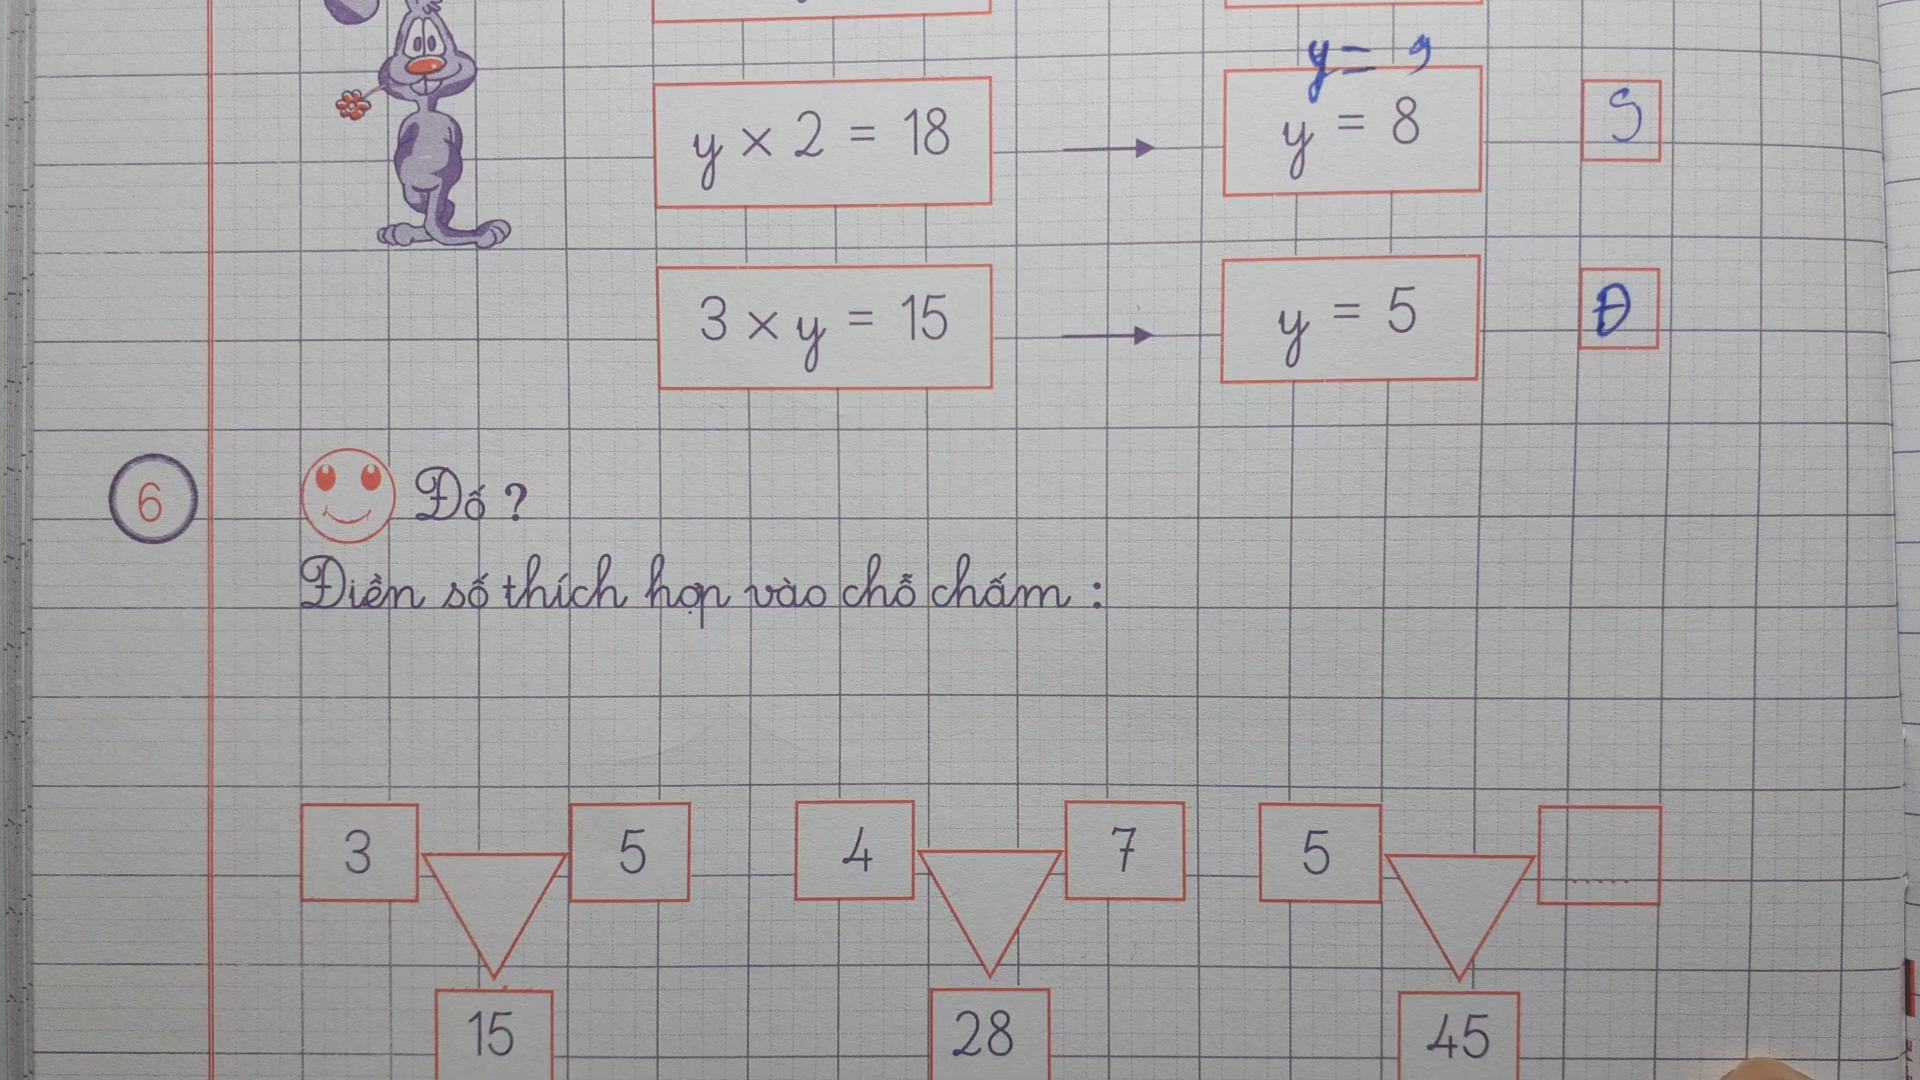 y = 9
y × 2 = 18 y = 8 S
3 × y = 15 y = 5 Đ
6 Đố ?
Điền số thích hợp vào chỗ chấm :
3 5 4 7 5 .....
15 28 45